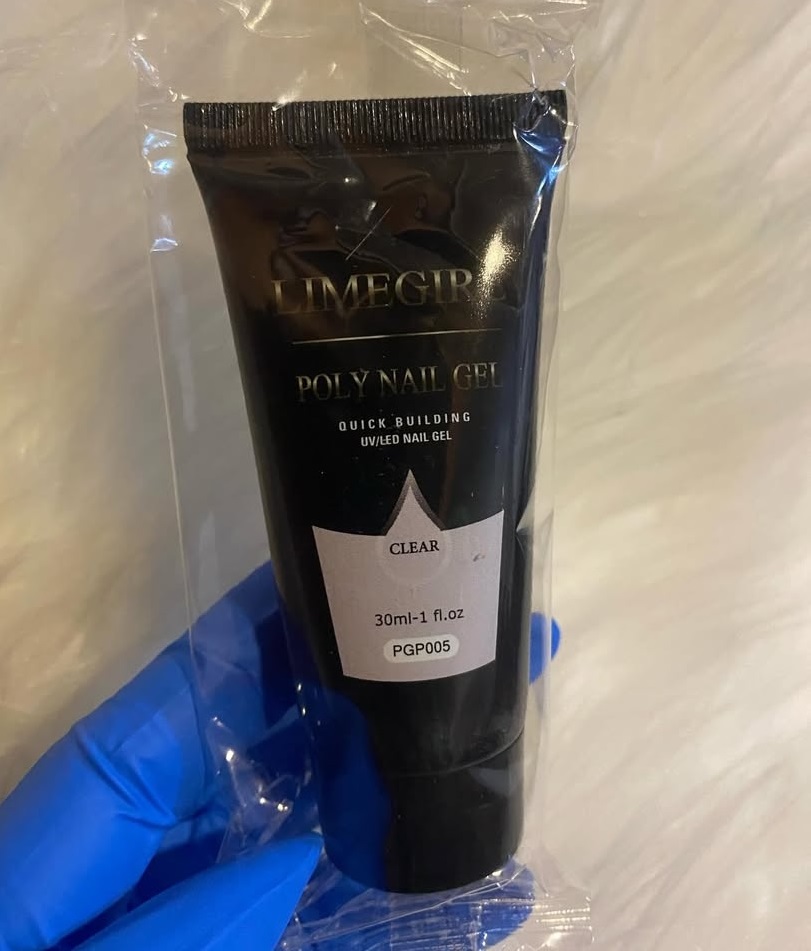 LIMEGIRL
POLY NAIL GEL
QUICK BUILDING
UV/LED NAIL GEL
CLEAR
30ml-1 fl.oz
PGP005